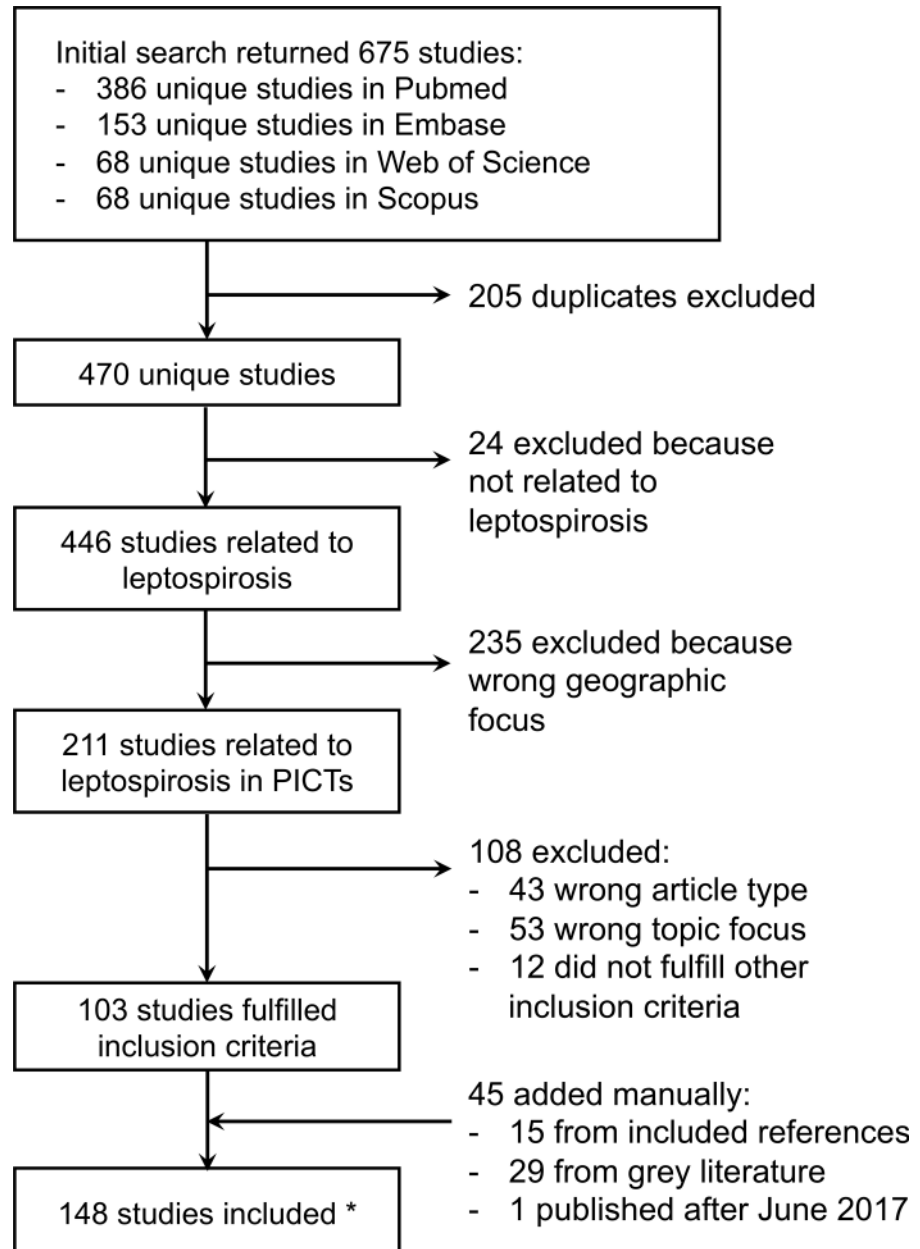 Initial search returned 675 studies:
- 386 unique studies in Pubmed
- 153 unique studies in Embase
- 68 unique studies in Web of Science
- 68 unique studies in Scopus
205 duplicates excluded
470 unique studies
24 excluded because
not related to
leptospirosis
446 studies related to
leptospirosis
235 excluded because
wrong geographic
focus
211 studies related to
leptospirosis in PICTs
108 excluded:
- 43 wrong article type
- 53 wrong topic focus
- 12 did not fulfill other
inclusion criteria
103 studies fulfilled
inclusion criteria
45 added manually:
- 15 from included references
- 29 from grey literature
- 1 published after June 2017
148 studies included *